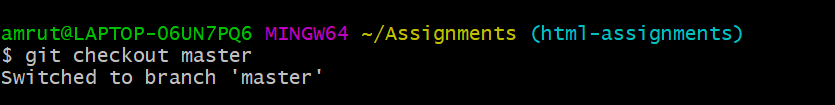 amrut@LAPTOP-O6UN7PQ6 MINGW64 ~/Assignments (html-assignments)
$ git checkout master
Switched to branch 'master'